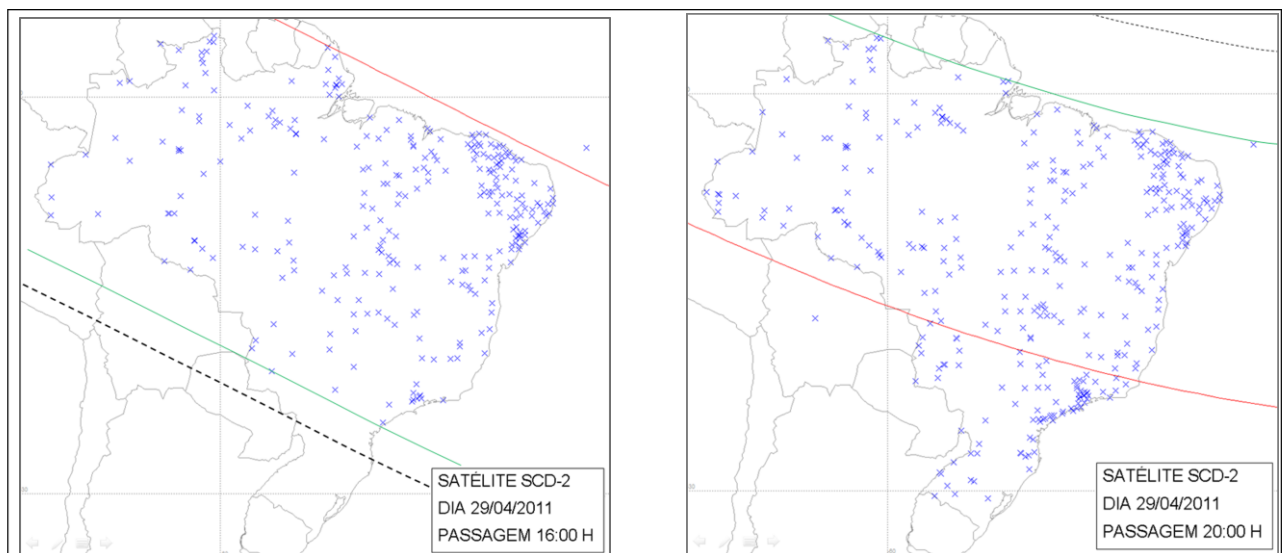 SATÉLITE SCD-2
DIA 29/04/2011
PASSAGEM 16:00 H
SATÉLITE SCD-2
DIA 29/04/2011
PASSAGEM 20:00 H